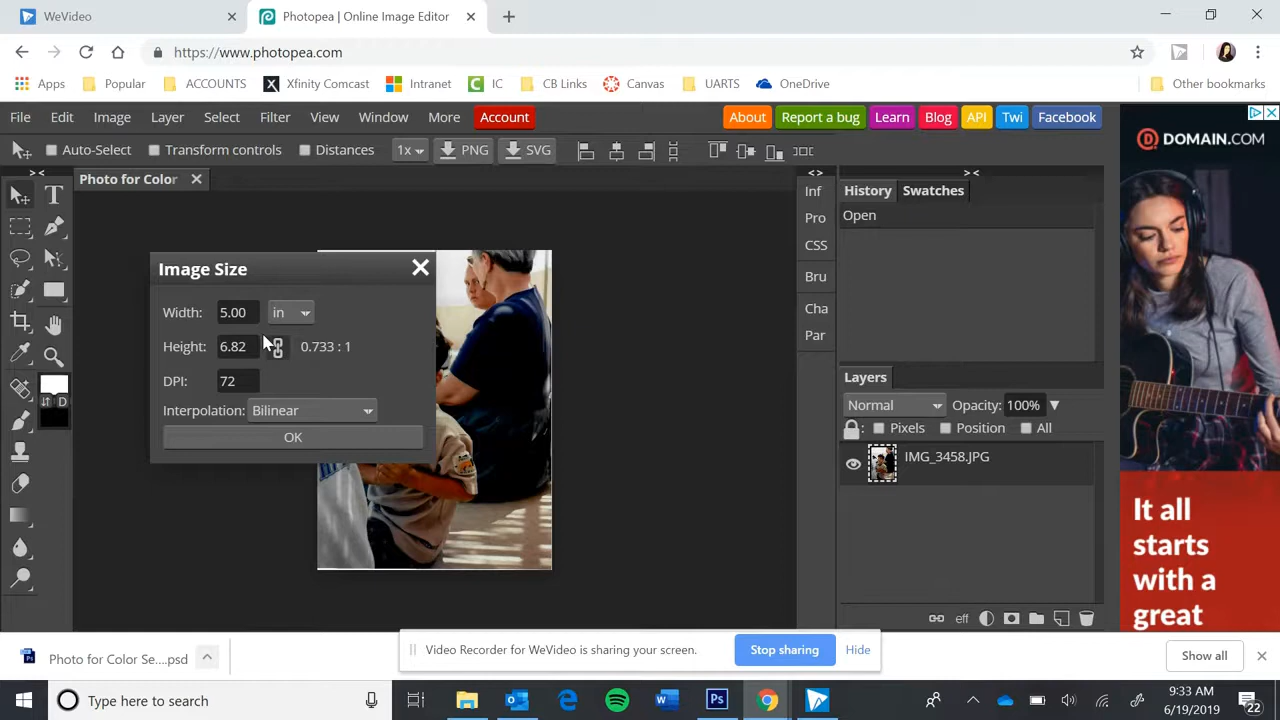 WeVideo
Photopea | Online Image Editor
https://www.photopea.com
Apps
Popular
ACCOUNTS
Xfinity Comcast
Intranet
IC
CB Links
Canvas
UARTS
OneDrive
Other bookmarks
File Edit Image Layer Select Filter View Window More Account
About Report a bug Learn Blog API Twi Facebook
Auto-Select Transform controls Distances 1x PNG SVG
Photo for Color
Image Size
Width: 5.00 in
Height: 6.82 0.733 : 1
DPI: 72
Interpolation: Bilinear
OK
D
Inf
Pro
CSS
Bru
Cha
Par
History Swatches
Open
Layers
Normal Opacity: 100%
: Pixels Position All
IMG_3458.JPG
eff
DOMAIN.COM
It all
starts
with a
great
Photo for Color Se....psd
Video Recorder for WeVideo is sharing your screen. Stop sharing Hide
Show all
Type here to search
9:33 AM
6/19/2019
22